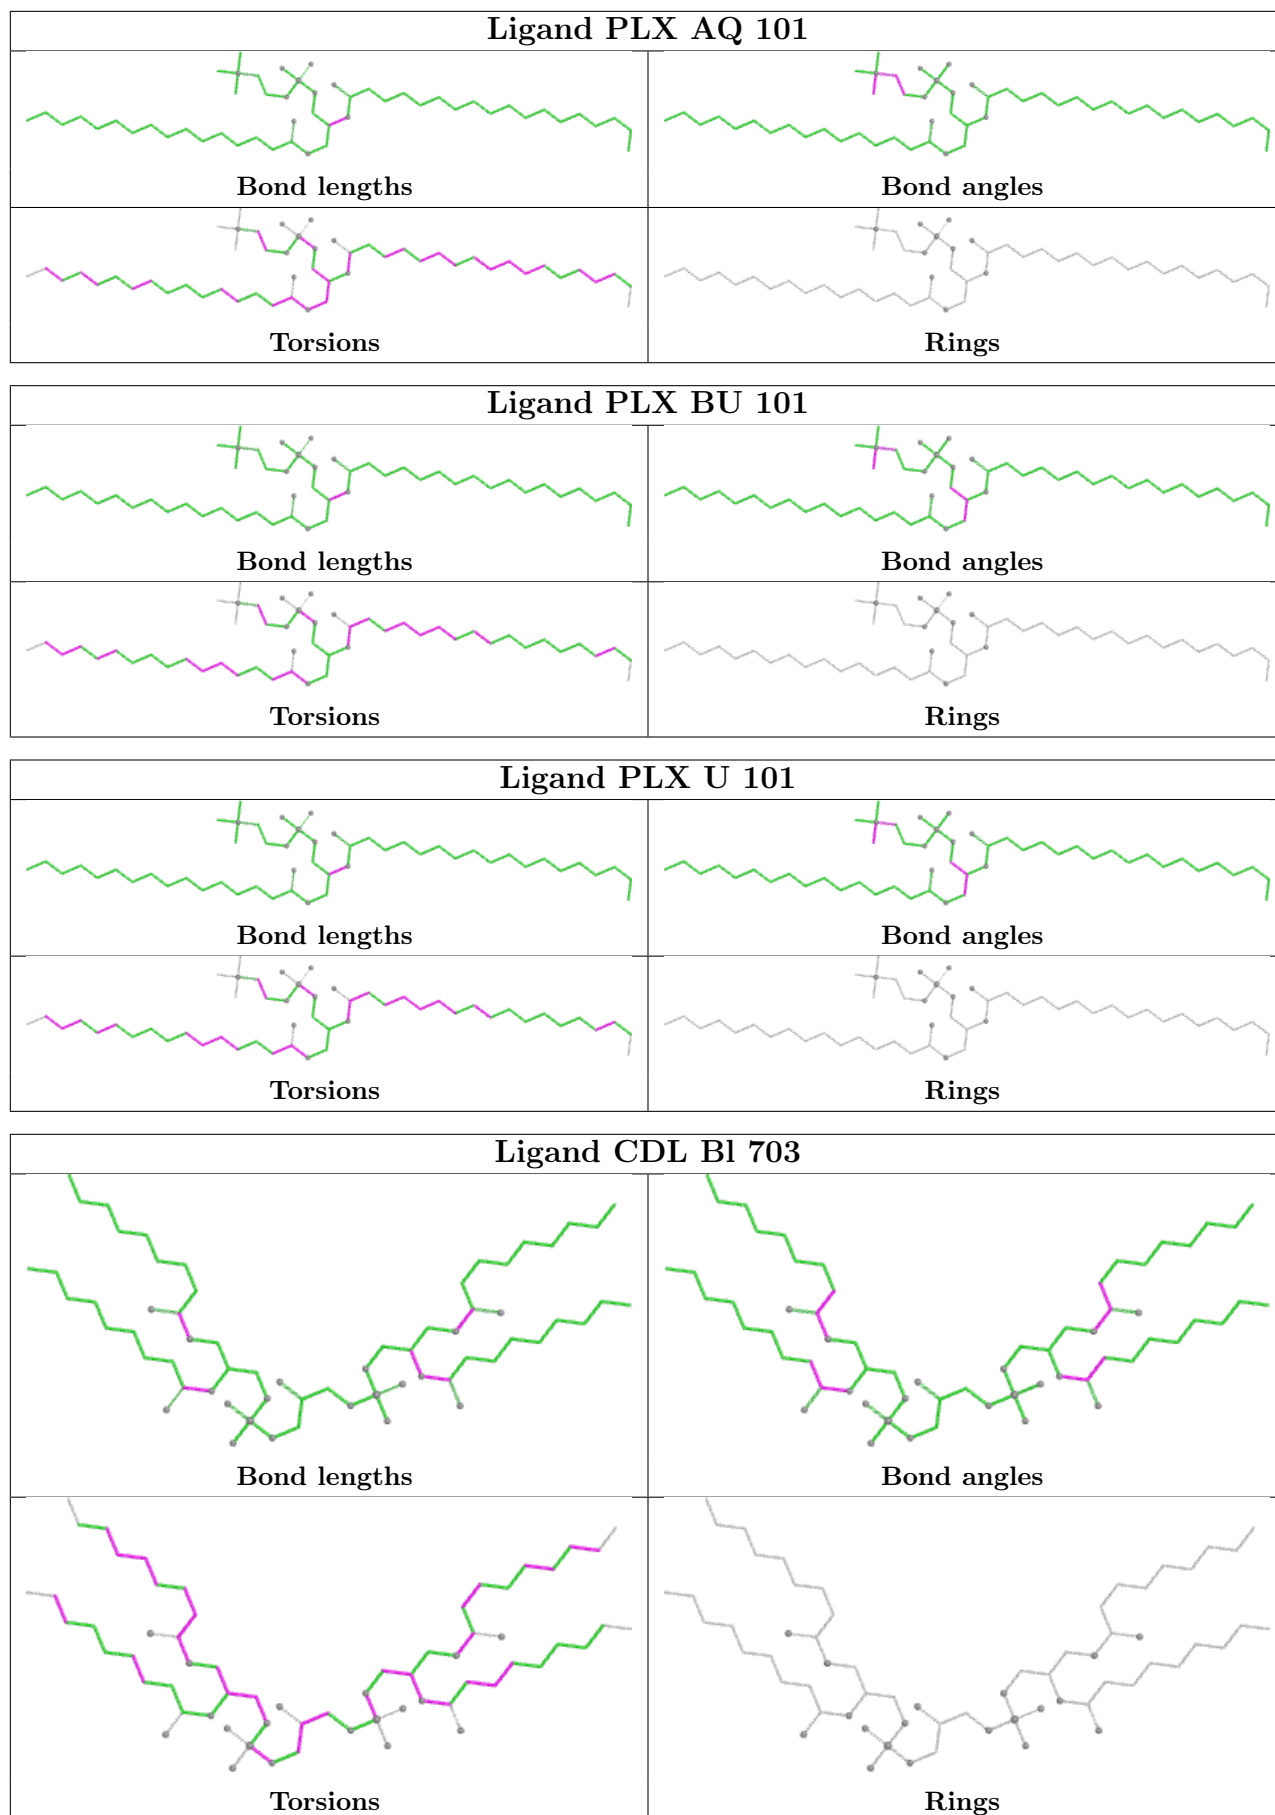 Ligand PLX AQ 101
Bond lengths
Bond angles
Torsions
Rings
Ligand PLX BU 101
Bond lengths
Bond angles
Torsions
Rings
Ligand PLX U 101
Bond lengths
Bond angles
Torsions
Rings
Ligand CDL Bl 703
Bond lengths
Bond angles
Torsions
Rings